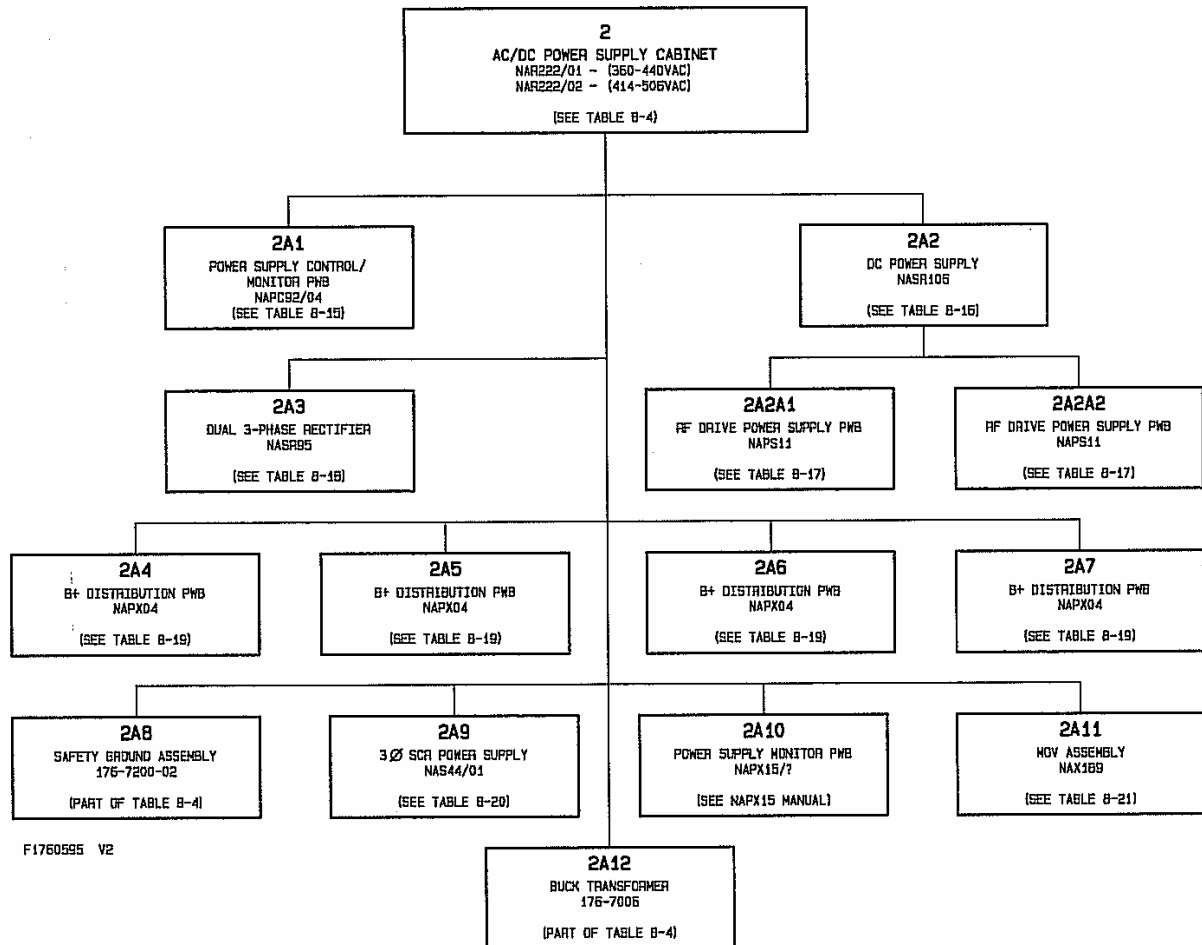 2
AC/DC POWER SUPPLY CABINET
NAR222/01 - (360-440VAC)
NAR222/02 - (414-506VAC)
(SEE TABLE 8-4)
2A1
POWER SUPPLY CONTROL/
MONITOR PWB
NAPC92/04
(SEE TABLE 8-15)
2A2
DC POWER SUPPLY
NASR106
(SEE TABLE 8-16)
2A3
DUAL 3-PHASE RECTIFIER
NASR95
(SEE TABLE 8-18)
2A2A1
RF DRIVE POWER SUPPLY PWB
NAPS11
(SEE TABLE 8-17)
2A2A2
RF DRIVE POWER SUPPLY PWB
NAPS11
(SEE TABLE 8-17)
2A4
B+ DISTRIBUTION PWB
NAPX04
(SEE TABLE 8-19)
2A5
B+ DISTRIBUTION PWB
NAPX04
(SEE TABLE 8-19)
2A6
B+ DISTRIBUTION PWB
NAPX04
(SEE TABLE 8-19)
2A7
B+ DISTRIBUTION PWB
NAPX04
(SEE TABLE 8-19)
2A8
SAFETY GROUND ASSEMBLY
176-7200-02
(PART OF TABLE 8-4)
2A9
3Ø SCR POWER SUPPLY
NAS44/01
(SEE TABLE 8-20)
2A10
POWER SUPPLY MONITOR PWB
NAPX15/?
(SEE NAPX15 MANUAL)
2A11
MOV ASSEMBLY
NAX169
(SEE TABLE 8-21)
F1760595 V2
2A12
BUCK TRANSFORMER
176-7006
(PART OF TABLE 8-4)